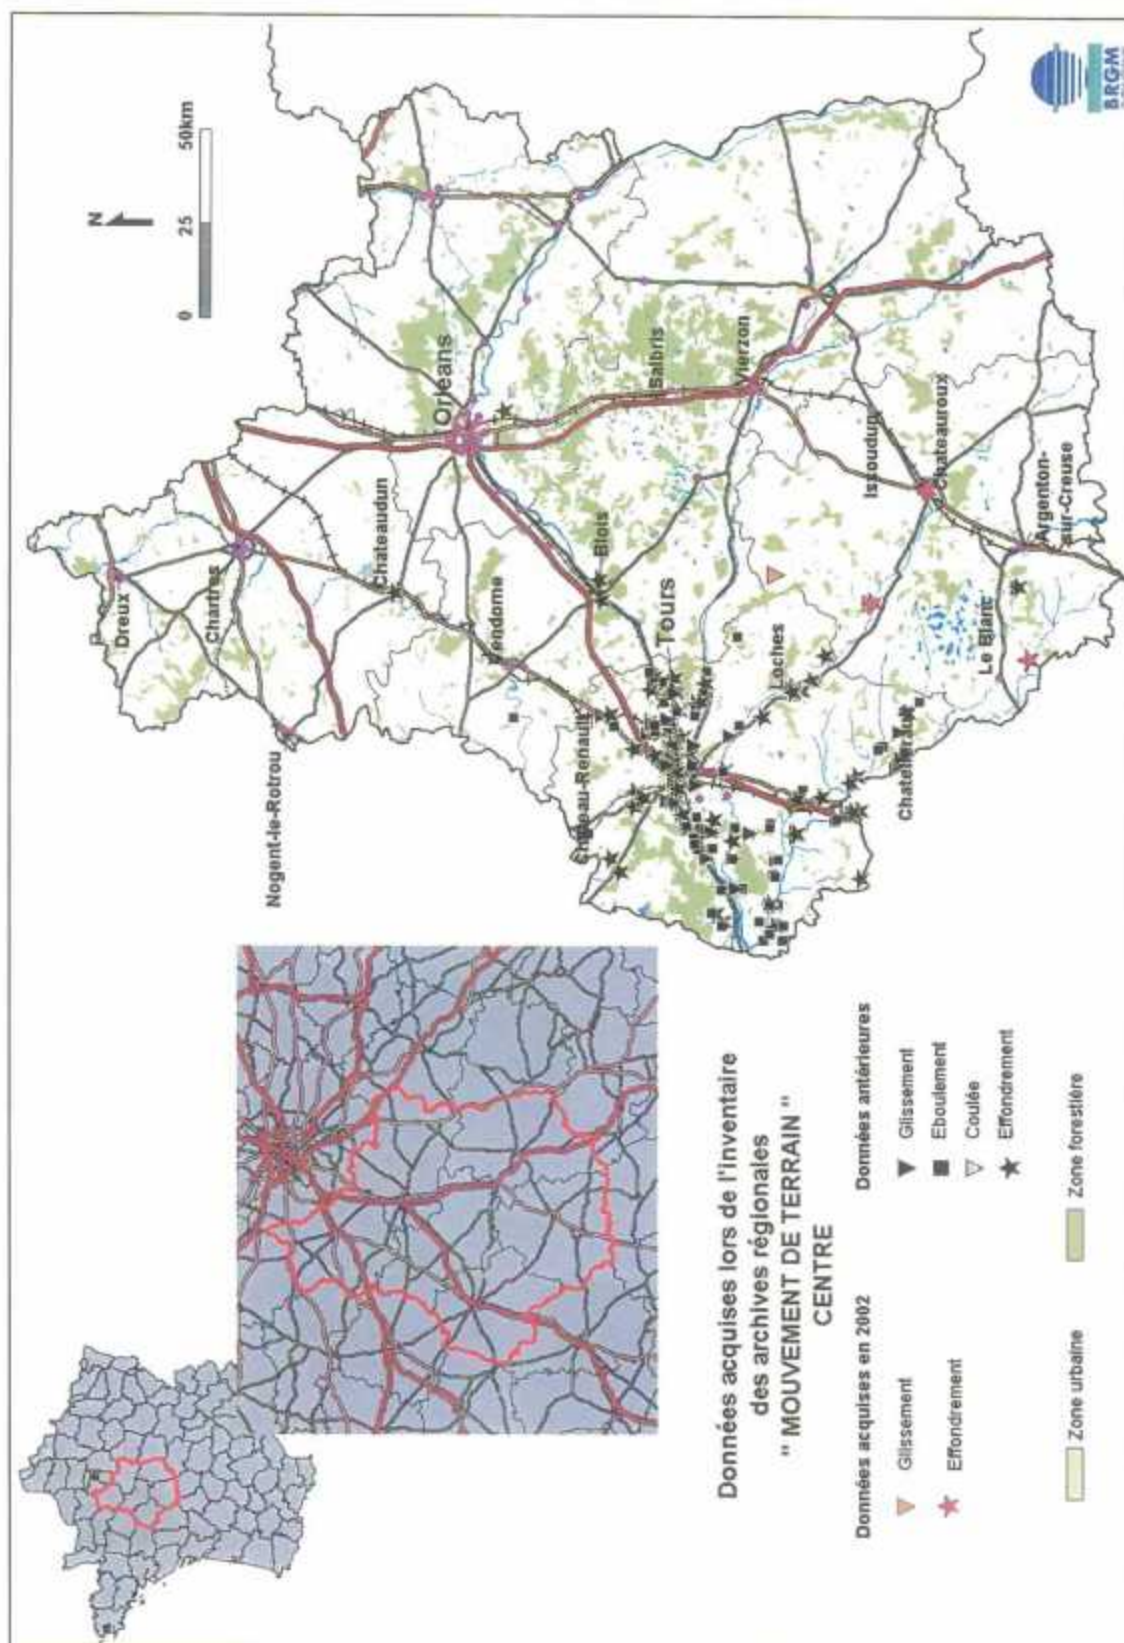 Données acquises lors de l'inventaire
des archives régionales
" MOUVEMENT DE TERRAIN "
CENTRE
Données acquises en 2002
Glissement
Effondrement
Données antérieures
Glissement
Eboulement
Coulée
Effondrement
Zone urbaine
Zone forestière
N
0 25 50km
Dreux
Chartres
Nogent-le-Rotrou
Chateaudun
Orleans
Vendome
Blois
Chateau-Renault
Tours
Salbris
Vierzon
Loches
Issoudun
Chateauroux
Chatellerault
Le Blanc
Argenton-
sur-Creuse
BRGM